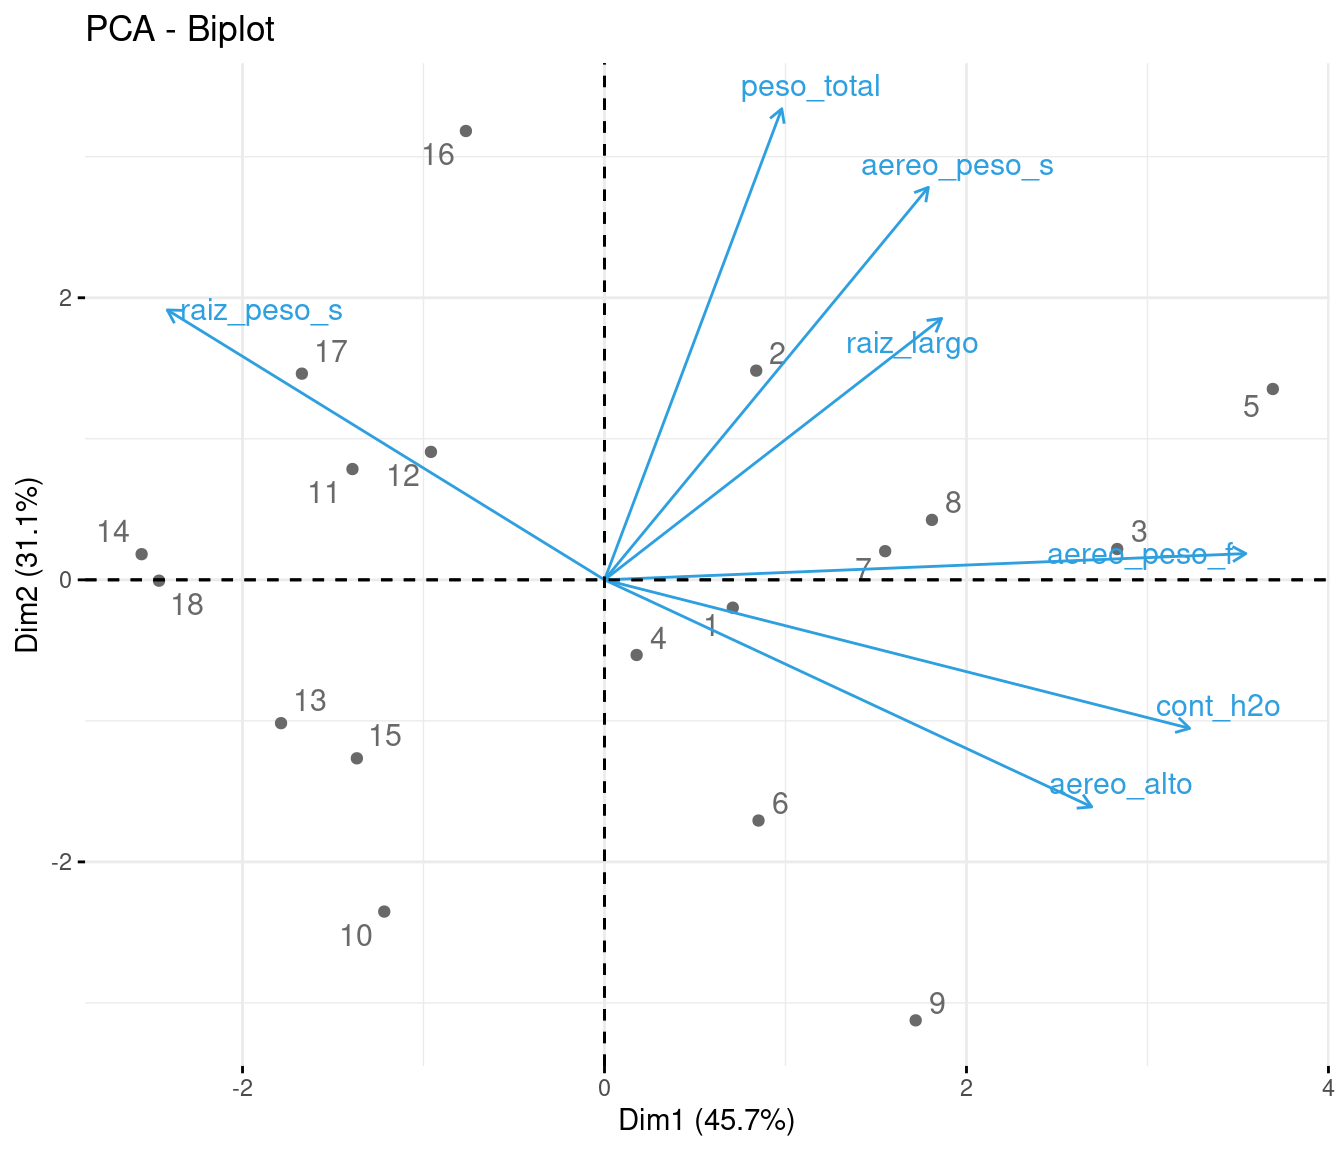 PCA - Biplot
peso_total
16
aereo_peso_s
2
raiz_peso_s
17
2
raiz_largo
5
12
11
8
14
3
aereo_peso_f
7
0
18
1
4
13
cont_h2o
15
aereo_alto
6
-2
10
9
-2
0
2
4
Dim1 (45.7%)
Dim2 (31.1%)